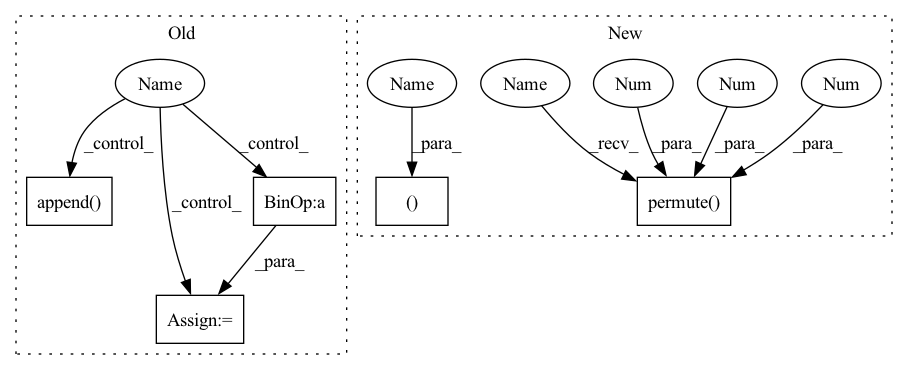 Old
New
Name
Name
Name
Num
Num
Num
_control_
_control_
_para_
_recv_
_para_
_para_
_para_
append()
_control_
BinOp:a
()
permute()
_para_
Assign:=